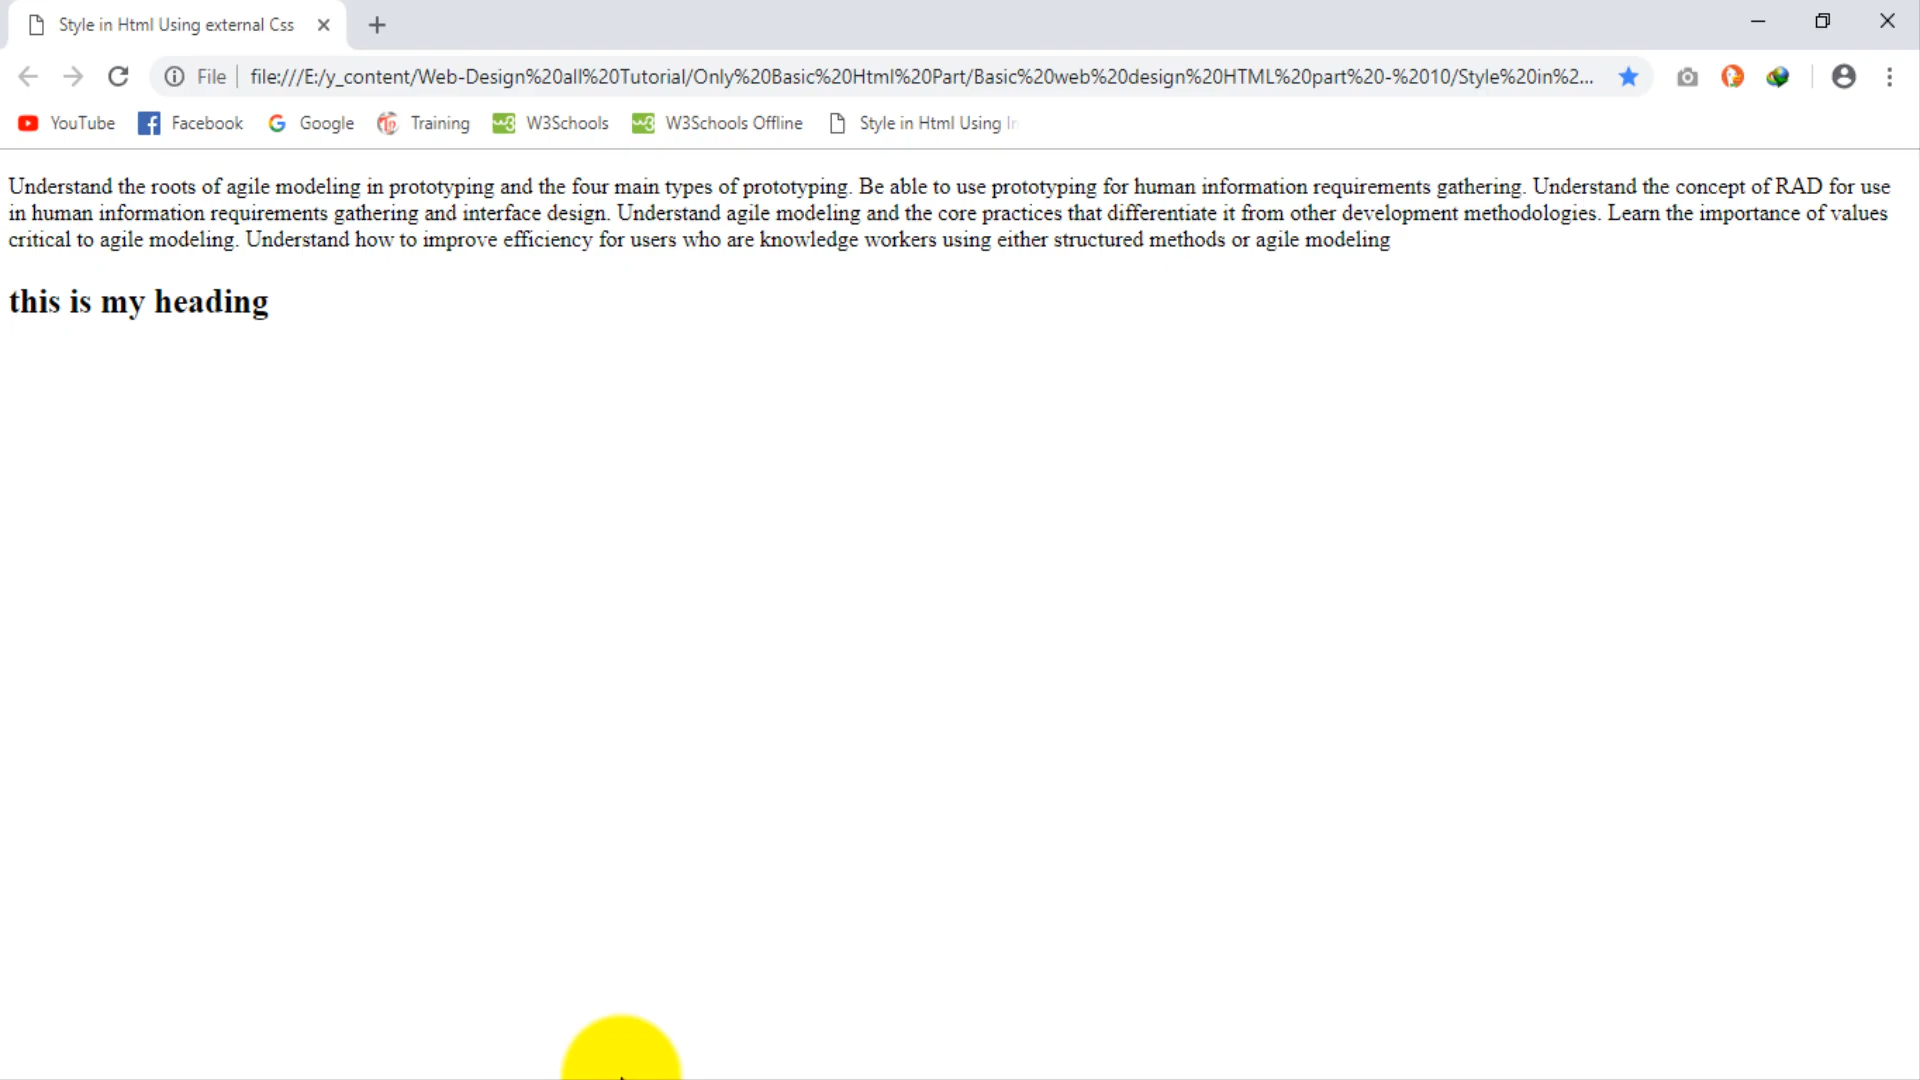 Style in Html Using external Css
File
file:///E:/y_content/Web-Design%20all%20Tutorial/Only%20Basic%20Html%20Part/Basic%20web%20design%20HTML%20part%20-%2010/Style%20in%2...
YouTube Facebook Google Training W3Schools W3Schools Offline Style in Html Using In
Understand the roots of agile modeling in prototyping and the four main types of prototyping. Be able to use prototyping for human information requirements gathering. Understand the concept of RAD for use
in human information requirements gathering and interface design. Understand agile modeling and the core practices that differentiate it from other development methodologies. Learn the importance of values
critical to agile modeling. Understand how to improve efficiency for users who are knowledge workers using either structured methods or agile modeling
this is my heading